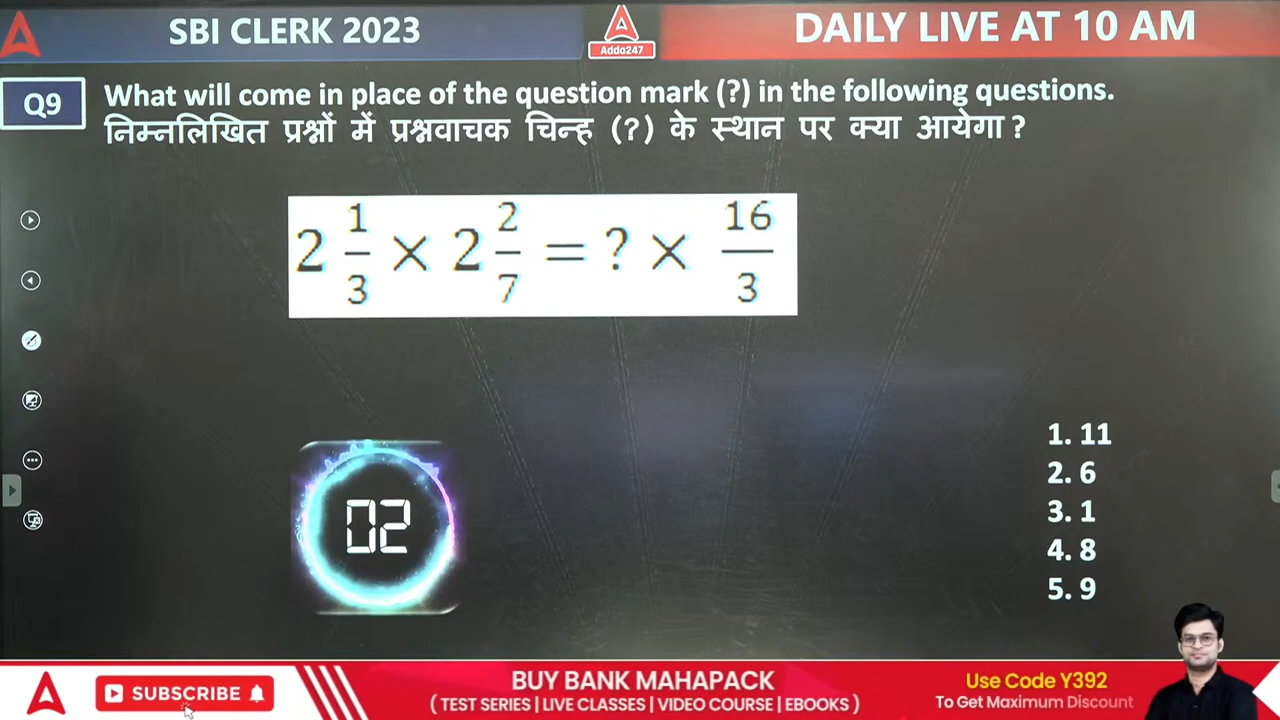 SBI CLERK 2023
Adda247
DAILY LIVE AT 10 AM
Q9
What will come in place of the question mark (?) in the following questions.
निम्नलिखित प्रश्नों में प्रश्नवाचक चिन्ह (?) के स्थान पर क्या आयेगा ?
2 1/3 × 2 2/7 = ? × 16/3
02
1. 11
2. 6
3. 1
4. 8
5. 9
SUBSCRIBE
BUY BANK MAHAPACK
( TEST SERIES | LIVE CLASSES | VIDEO COURSE | EBOOKS )
Use Code Y392
To Get Maximum Discount